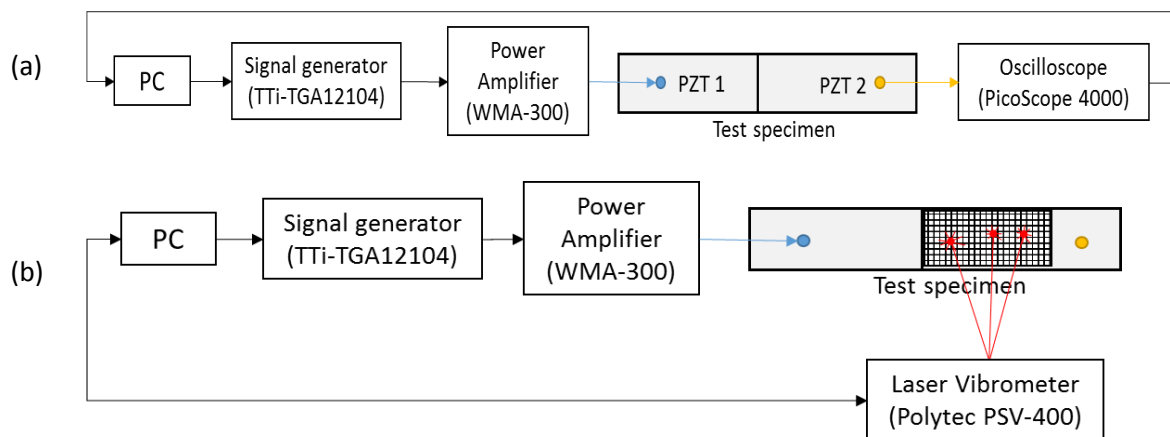 (a)
PC
Signal generator
(TTi-TGA12104)
Power
Amplifier
(WMA-300)
PZT 1
PZT 2
Test specimen
Oscilloscope
(PicoScope 4000)
(b)
PC
Signal generator
(TTi-TGA12104)
Power
Amplifier
(WMA-300)
Test specimen
Laser Vibrometer
(Polytec PSV-400)